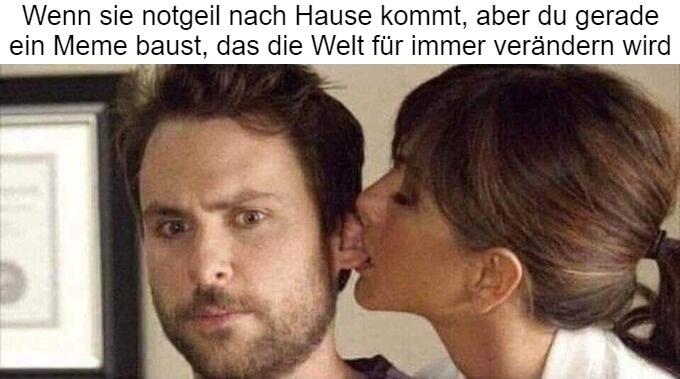 Wenn sie notgeil nach Hause kommt, aber du gerade
ein Meme baust, das die Welt für immer verändern wird